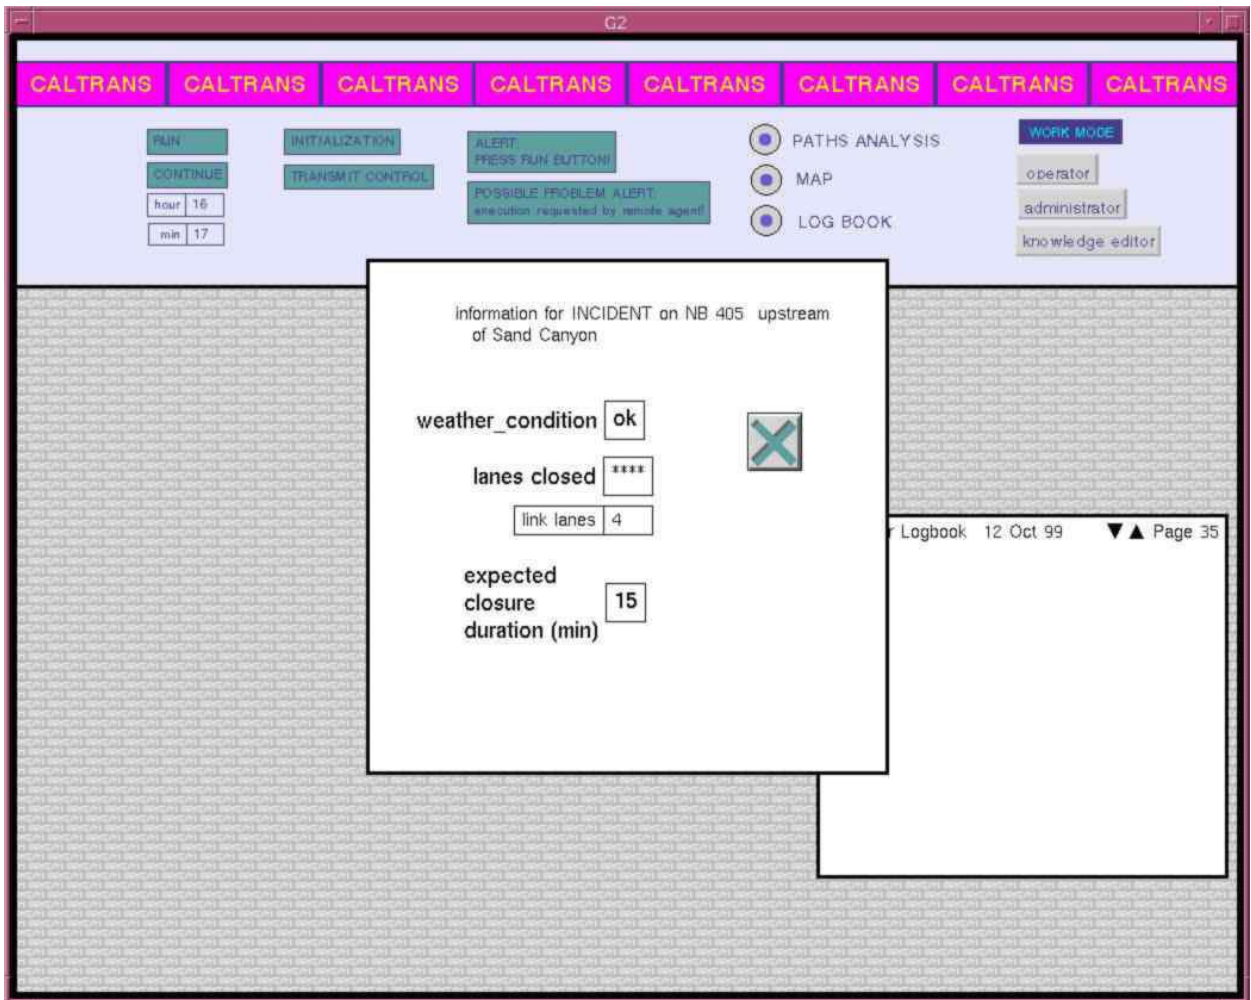 G2
CALTRANS CALTRANS CALTRANS CALTRANS CALTRANS CALTRANS CALTRANS CALTRANS
RUN
CONTINUE
hour 16
min 17
INITIALIZATION
TRANSMIT CONTROL
ALERT:
PRESS RUN BUTTON!
POSSIBLE PROBLEM ALERT:
execution requested by remote agent!
PATHS ANALYSIS
MAP
LOG BOOK
WORK MODE
operator
administrator
knowledge editor
information for INCIDENT on NB 405 upstream
of Sand Canyon
weather_condition ok
lanes closed ****
link lanes 4
expected
closure
duration (min) 15
r Logbook 12 Oct 99 ▼ ▲ Page 35